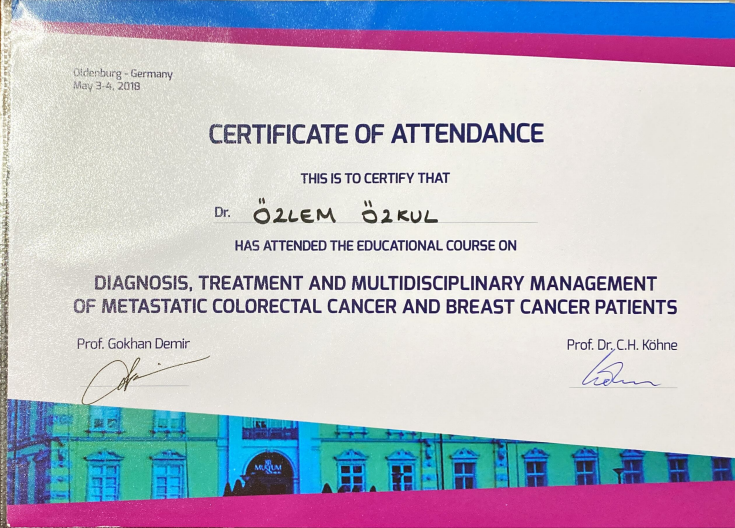 Oldenburg - Germany
May 3-4, 2018
CERTIFICATE OF ATTENDANCE
THIS IS TO CERTIFY THAT
Dr. ÖZLEM ÖZKUL
HAS ATTENDED THE EDUCATIONAL COURSE ON
DIAGNOSIS, TREATMENT AND MULTIDISCIPLINARY MANAGEMENT
OF METASTATIC COLORECTAL CANCER AND BREAST CANCER PATIENTS
Prof. Gokhan Demir
Prof. Dr. C.H. Köhne